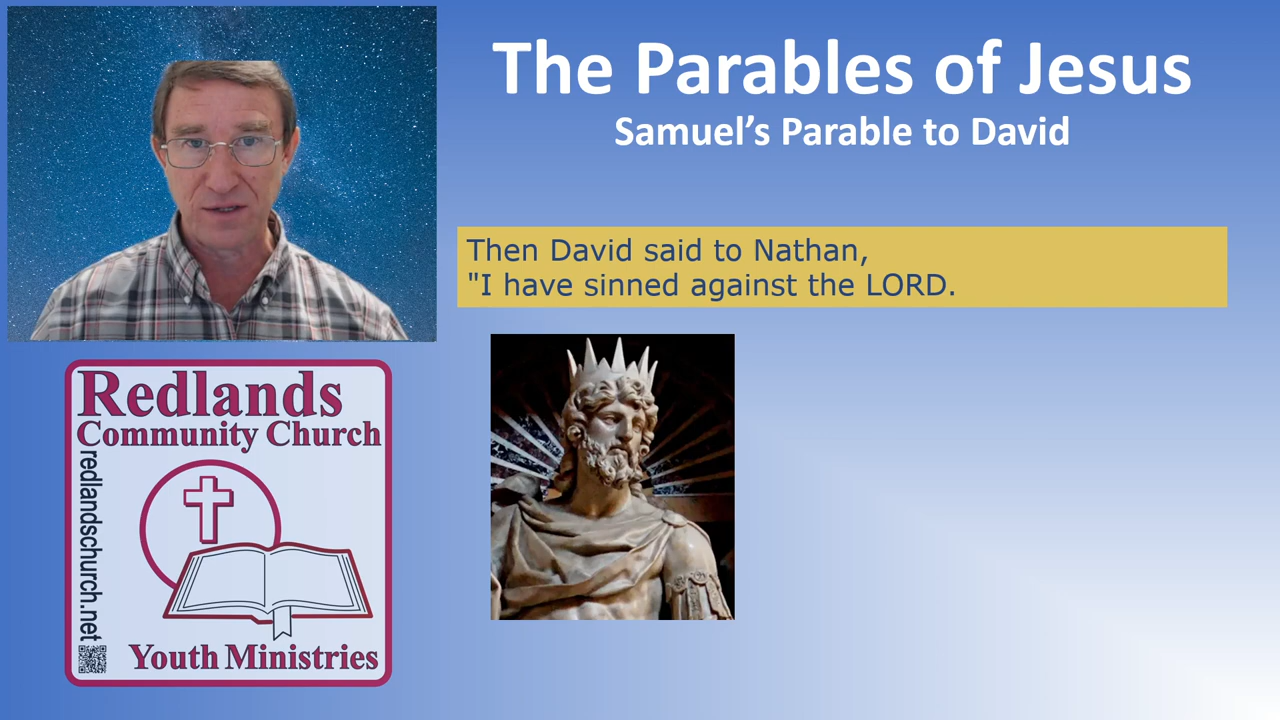 The Parables of Jesus
Samuel’s Parable to David
Then David said to Nathan,
"I have sinned against the LORD.
Redlands
Community Church
redlandschurch.net
Youth Ministries